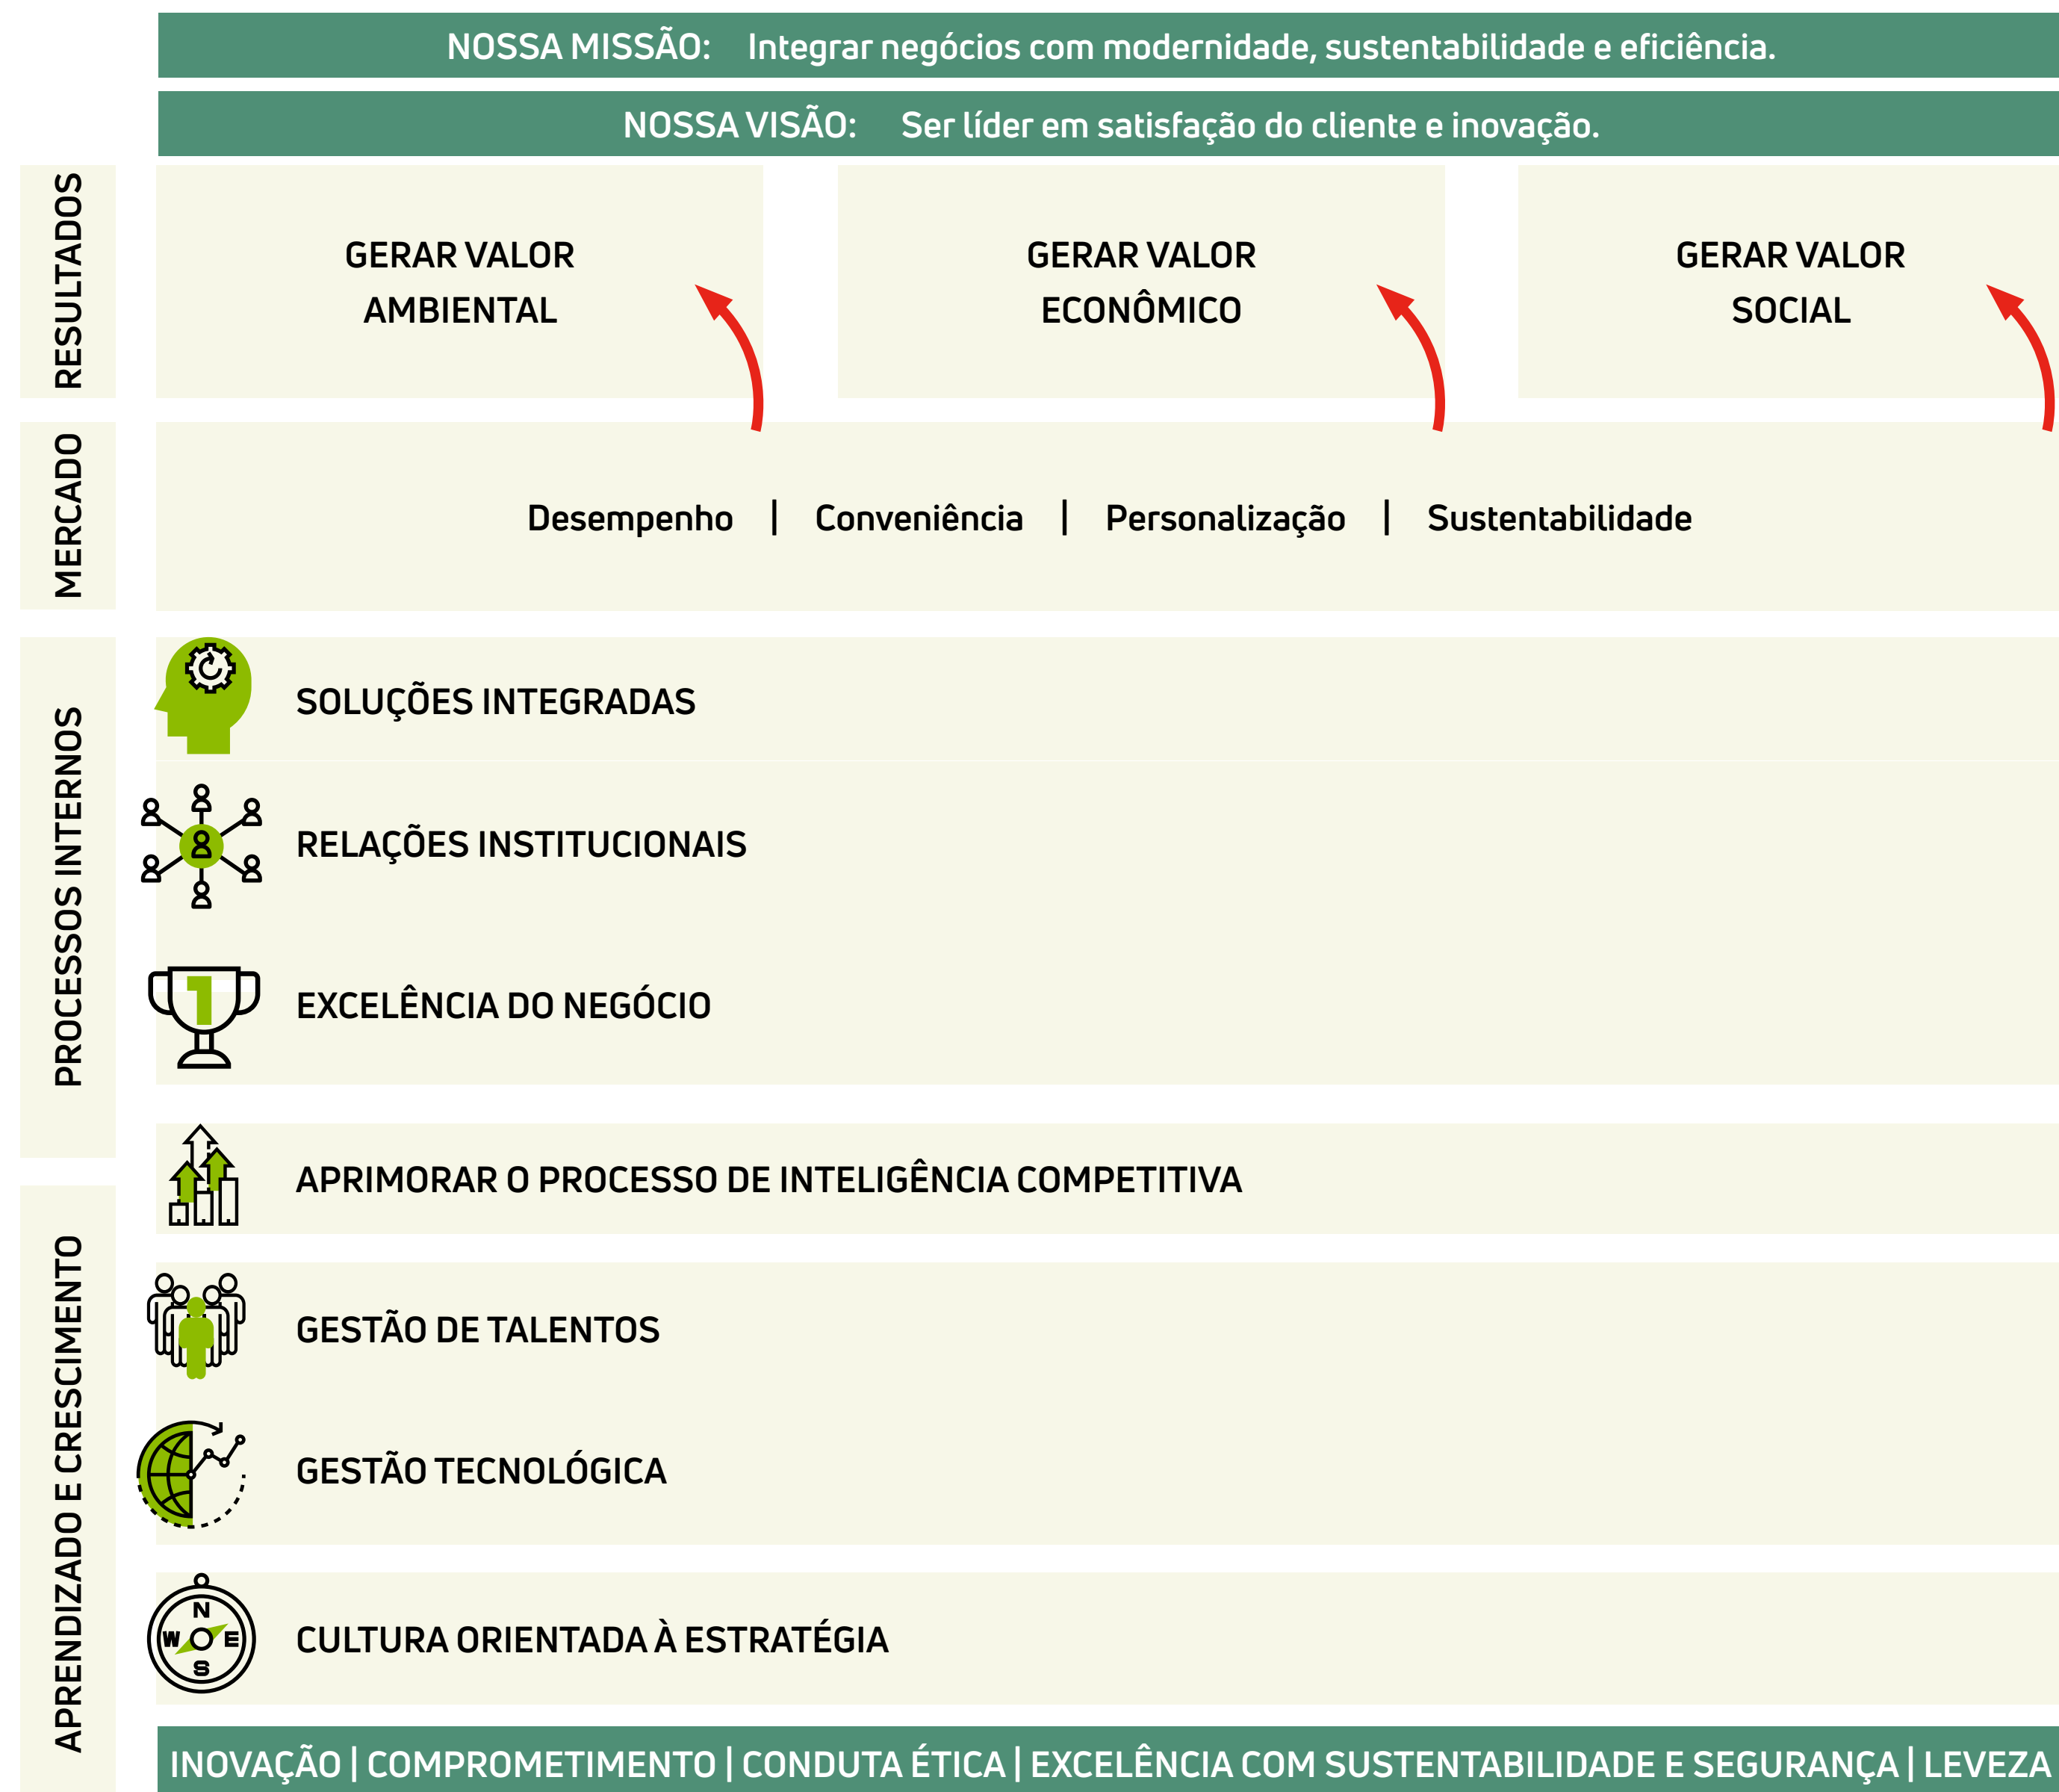 NOSSA MISSÃO: Integrar negócios com modernidade, sustentabilidade e eficiência.
NOSSA VISÃO: Ser líder em satisfação do cliente e inovação.
RESULTADOS
GERAR VALOR
AMBIENTAL
GERAR VALOR
ECONÔMICO
GERAR VALOR
SOCIAL
MERCADO
Desempenho | Conveniência | Personalização | Sustentabilidade
PROCESSOS INTERNOS
SOLUÇÕES INTEGRADAS
RELAÇÕES INSTITUCIONAIS
1
EXCELÊNCIA DO NEGÓCIO
APRIMORAR O PROCESSO DE INTELIGÊNCIA COMPETITIVA
APRENDIZADO E CRESCIMENTO
GESTÃO DE TALENTOS
GESTÃO TECNOLÓGICA
N
W E
S
CULTURA ORIENTADA À ESTRATÉGIA
INOVAÇÃO | COMPROMETIMENTO | CONDUTA ÉTICA | EXCELÊNCIA COM SUSTENTABILIDADE E SEGURANÇA | LEVEZA